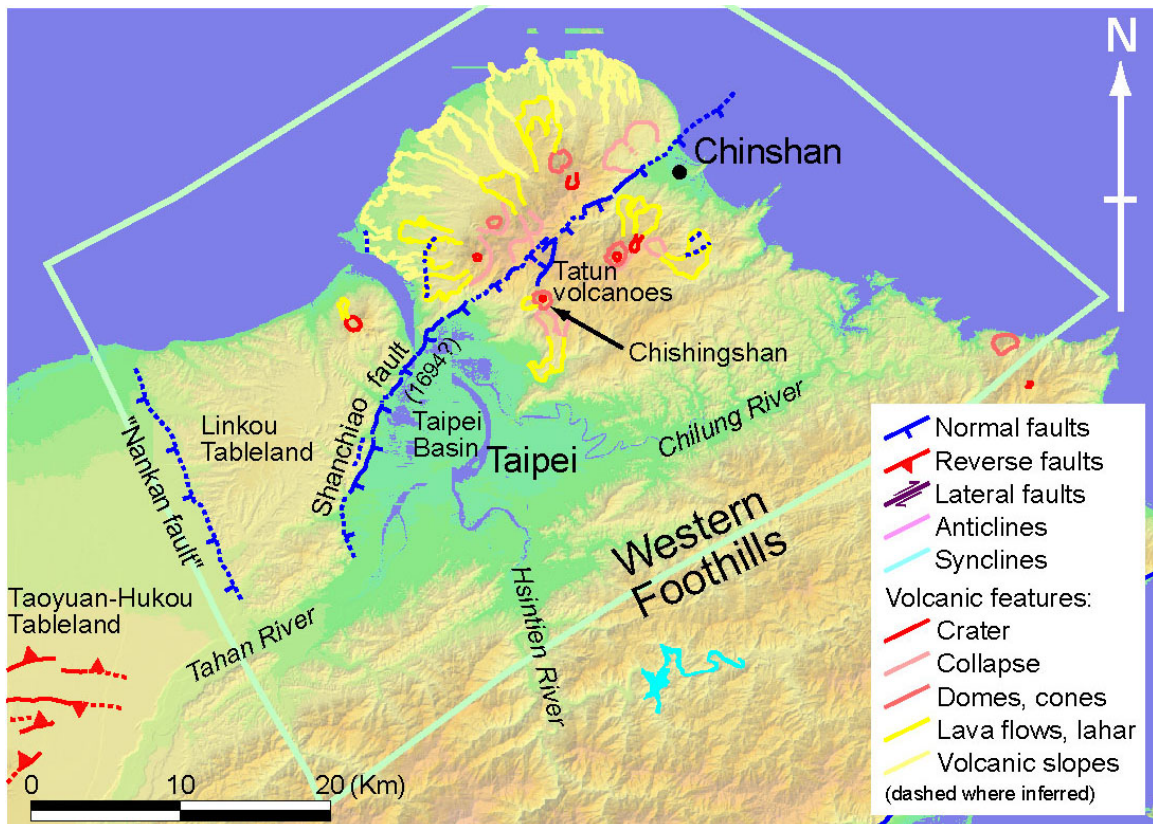 N
Chinshan
Tatun
volcanoes
Chishingshan
Shanchiao fault
(1694?)
Linkou
Tableland
Taipei
Basin
Taipei
Chilung River
"Nankan fault"
Western
Foothills
Taoyuan-Hukou
Tableland
Tahan River
Hsintien River
0 10 20 (Km)
Normal faults
Reverse faults
Lateral faults
Anticlines
Synclines
Volcanic features:
Crater
Collapse
Domes, cones
Lava flows, lahar
Volcanic slopes
(dashed where inferred)